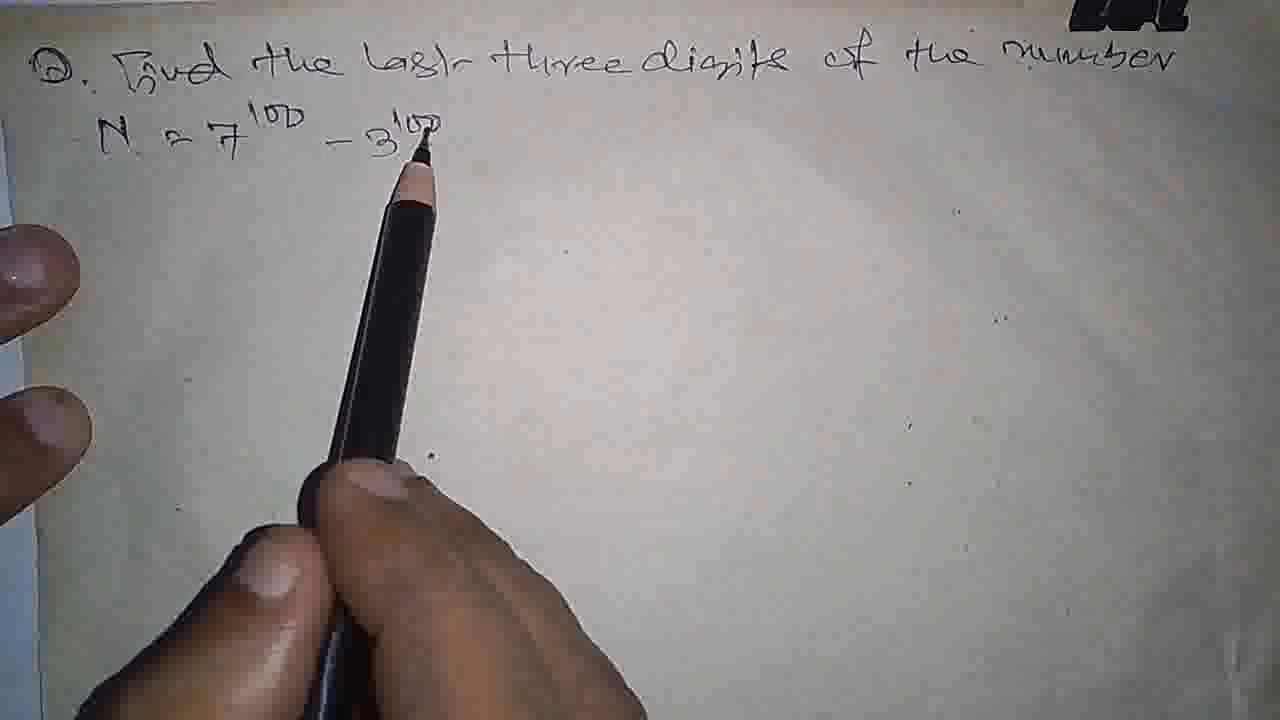 Q. Find the last three digits of the number
N = 7^100 - 3^100